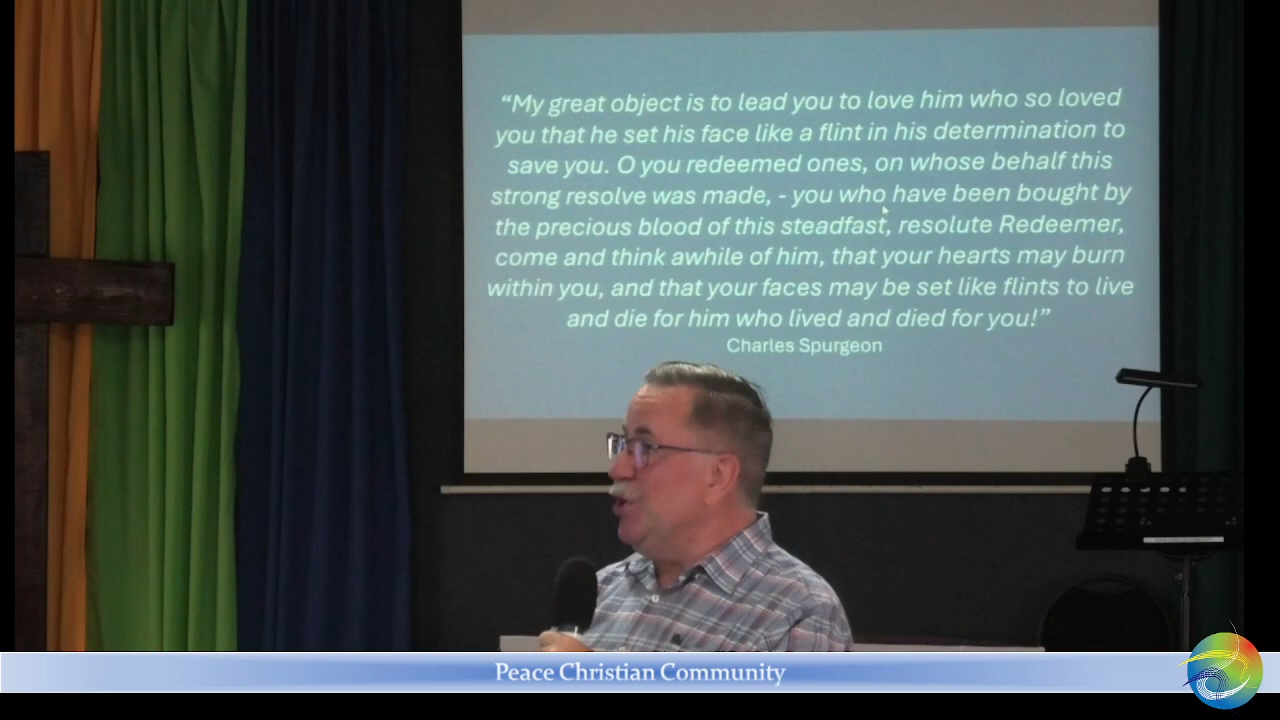 “My great object is to lead you to love him who so loved
you that he set his face like a flint in his determination to
save you. O you redeemed ones, on whose behalf this
strong resolve was made, - you who have been bought by
the precious blood of this steadfast, resolute Redeemer,
come and think awhile of him, that your hearts may burn
within you, and that your faces may be set like flints to live
and die for him who lived and died for you!”
Charles Spurgeon
Peace Christian Community